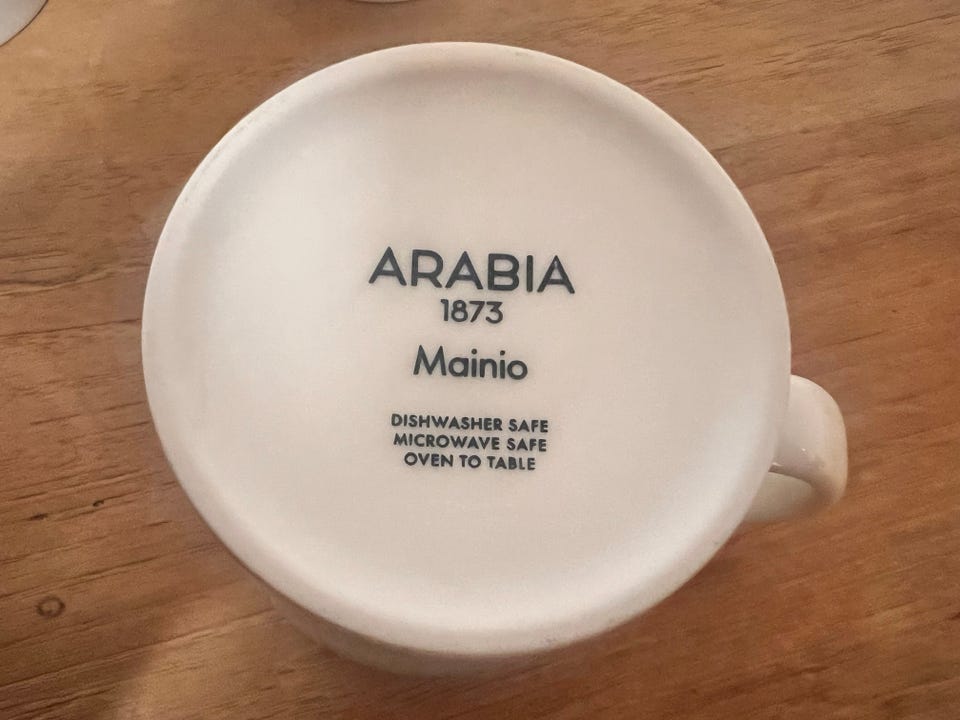 ARABIA
1873
Mainio
DISHWASHER SAFE
MICROWAVE SAFE
OVEN TO TABLE